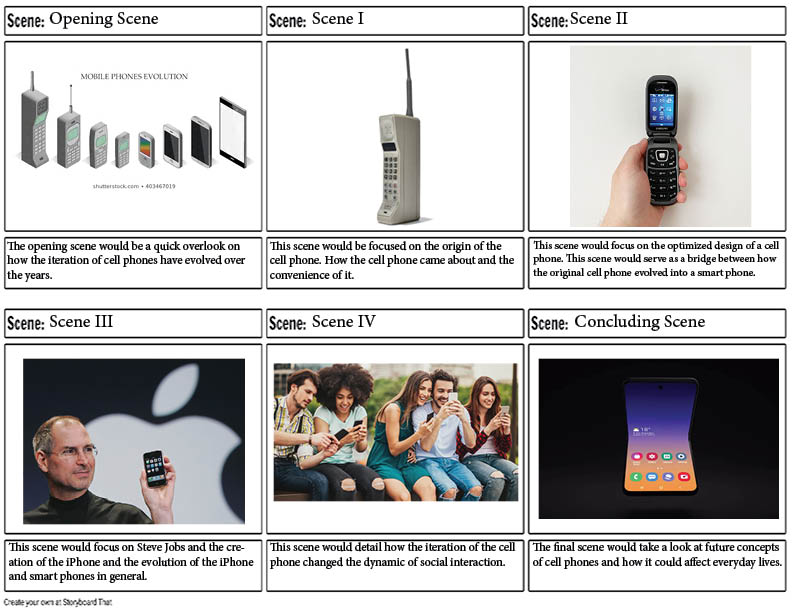 Scene: Opening Scene
Scene: Scene I
Scene: Scene II
MOBILE PHONES EVOLUTION
shutterstock.com • 403467019
The opening scene would be a quick overlook on
how the iteration of cell phones have evolved over
the years.
This scene would be focused on the origin of the
cell phone. How the cell phone came about and the
convenience of it.
This scene would focus on the optimized design of a cell
phone. This scene would serve as a bridge between how
the original cell phone evolved into a smart phone.
Scene: Scene III
Scene: Scene IV
Scene: Concluding Scene
This scene would focus on Steve Jobs and the cre-
ation of the iPhone and the evolution of the iPhone
and smart phones in general.
This scene would detail how the iteration of the cell
phone changed the dynamic of social interaction.
The final scene would take a look at future concepts
of cell phones and how it could affect everyday lives.
Create your own at Storyboard That